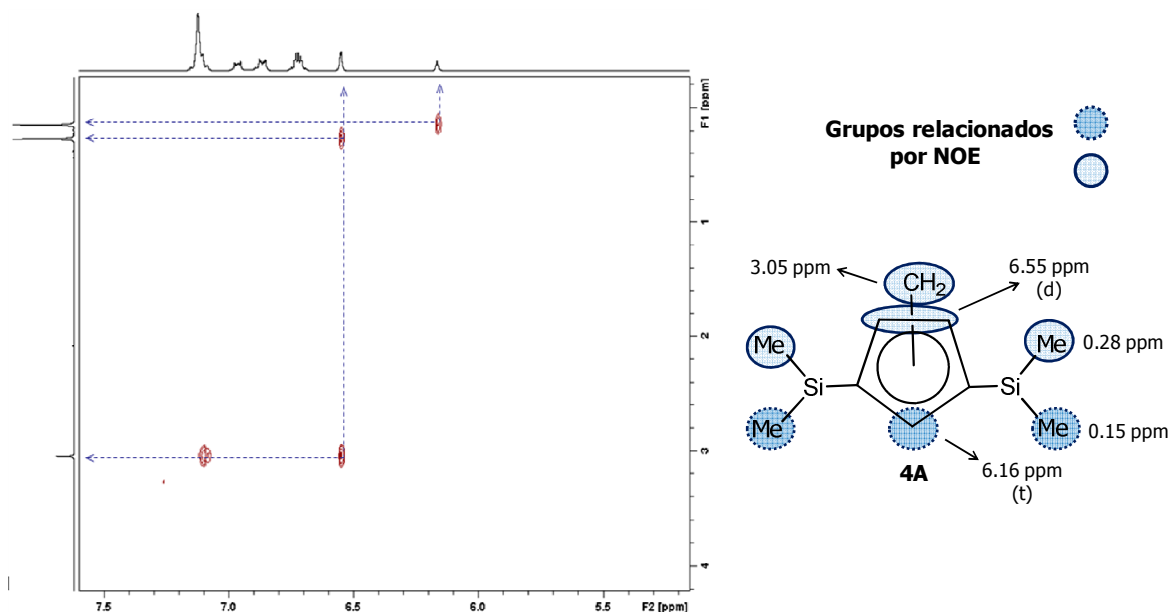 F1 [ppm]
1
2
3
4
7.5
7.0
6.5
6.0
5.5
F2 [ppm]
Grupos relacionados
por NOE
3.05 ppm
CH2
6.55 ppm
(d)
Me
Me
0.28 ppm
Si
Si
Me
Me
0.15 ppm
4A
6.16 ppm
(t)